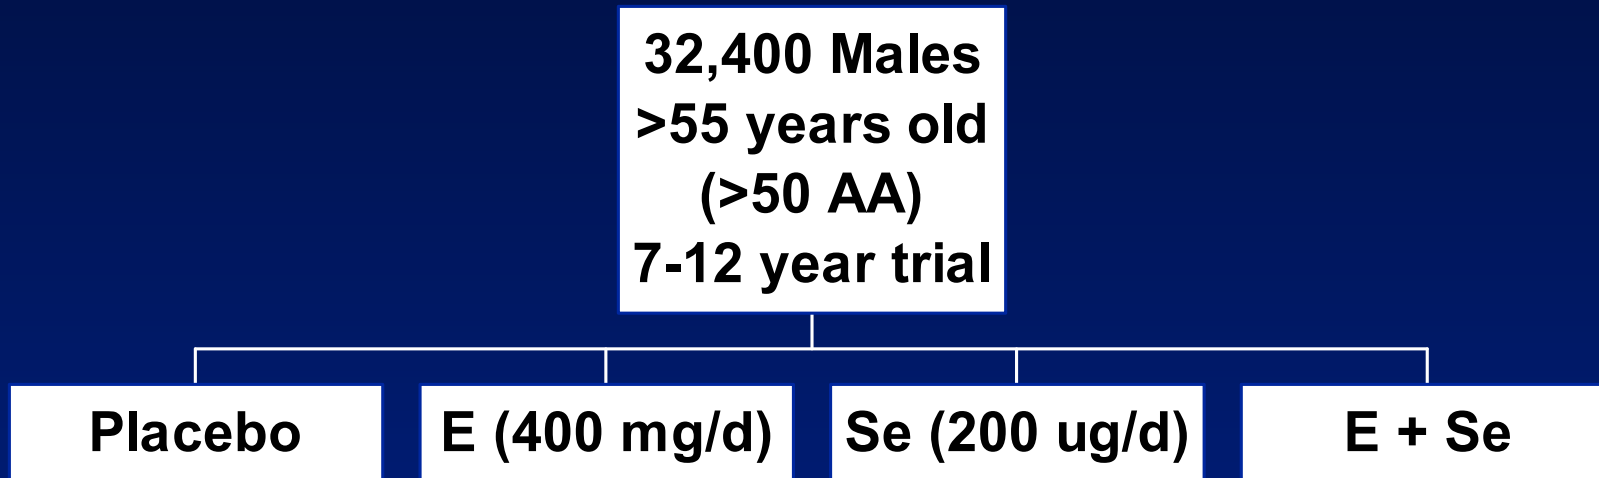 32,400 Males
>55 years old
(>50 AA)
7-12 year trial
Placebo
E (400 mg/d)
Se (200 ug/d)
E + Se